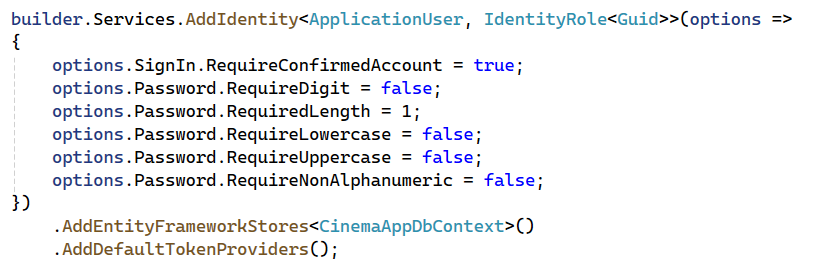 builder.Services.AddIdentity<ApplicationUser, IdentityRole<Guid>>(options =>
{
    options.SignIn.RequireConfirmedAccount = true;
    options.Password.RequireDigit = false;
    options.Password.RequiredLength = 1;
    options.Password.RequireLowercase = false;
    options.Password.RequireUppercase = false;
    options.Password.RequireNonAlphanumeric = false;
})
    .AddEntityFrameworkStores<CinemaAppDbContext>()
    .AddDefaultTokenProviders();